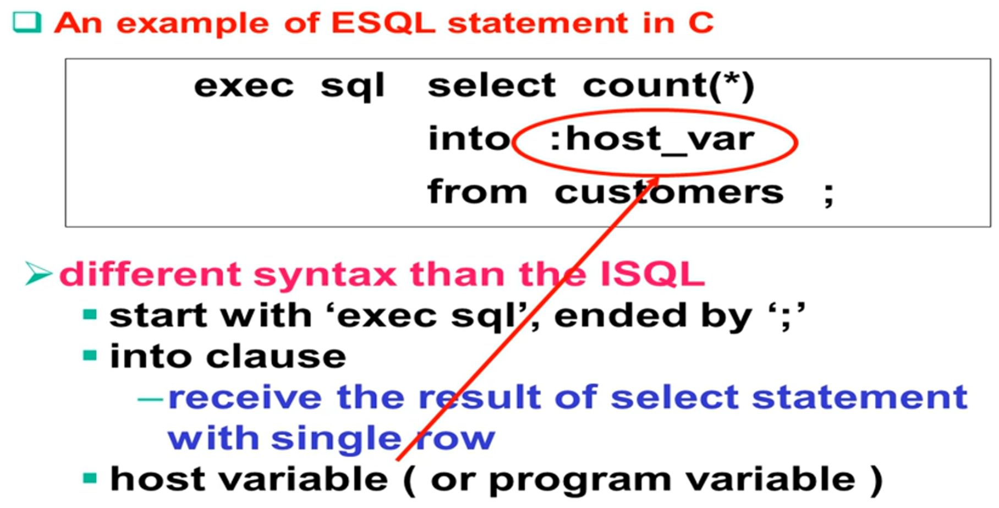 An example of ESQL statement in C
exec sql select count(*)
into :host_var
from customers ;
different syntax than the ISQL
start with ‘exec sql’, ended by ‘;’
into clause
–receive the result of select statement
with single row
host variable ( or program variable )